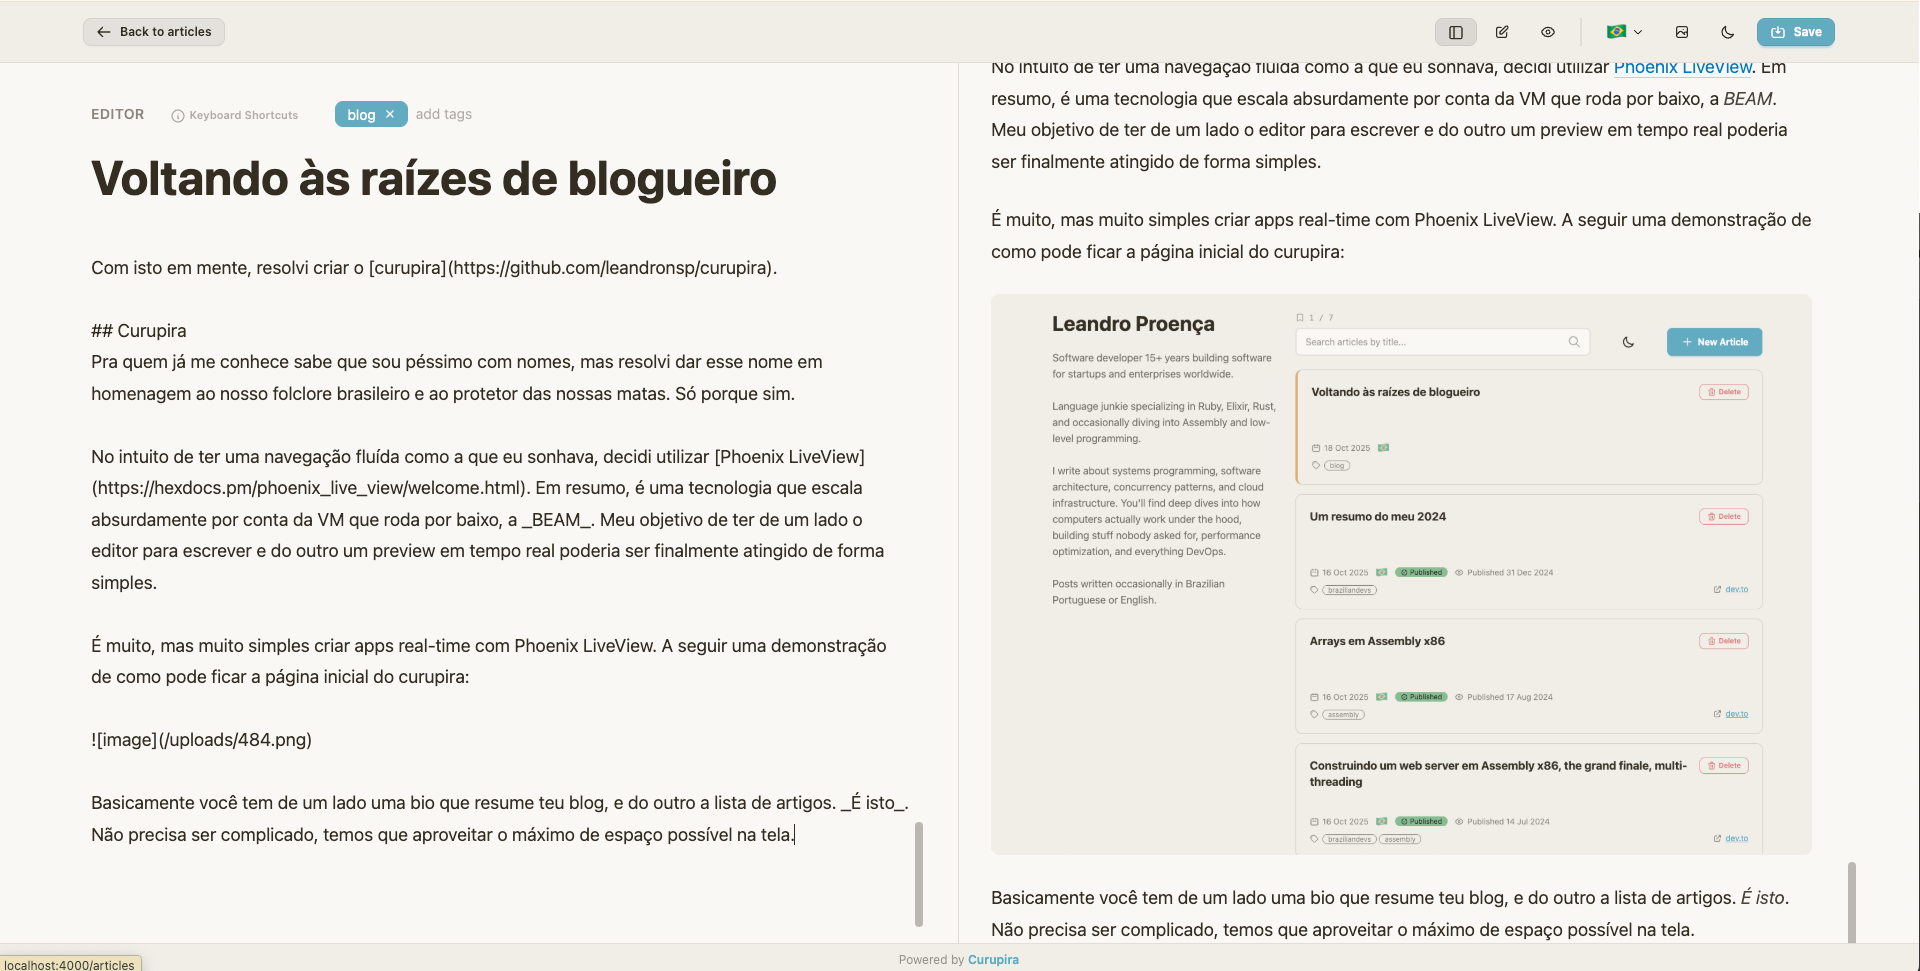 Back to articles
Save
EDITOR
Keyboard Shortcuts
blog ×
add tags
Voltando às raízes de blogueiro
Com isto em mente, resolvi criar o [curupira](https://github.com/leandronsp/curupira).
## Curupira
Pra quem já me conhece sabe que sou péssimo com nomes, mas resolvi dar esse nome em
homenagem ao nosso folclore brasileiro e ao protetor das nossas matas. Só porque sim.
No intuito de ter uma navegação fluída como a que eu sonhava, decidi utilizar [Phoenix LiveView]
(https://hexdocs.pm/phoenix_live_view/welcome.html). Em resumo, é uma tecnologia que escala
absurdamente por conta da VM que roda por baixo, a _BEAM_. Meu objetivo de ter de um lado o
editor para escrever e do outro um preview em tempo real poderia ser finalmente atingido de forma
simples.
É muito, mas muito simples criar apps real-time com Phoenix LiveView. A seguir uma demonstração
de como pode ficar a página inicial do curupira:
![image](/uploads/484.png)
Basicamente você tem de um lado uma bio que resume teu blog, e do outro a lista de artigos. _É isto_.
Não precisa ser complicado, temos que aproveitar o máximo de espaço possível na tela.
No intuito de ter uma navegação fluída como a que eu sonhava, decidi utilizar Phoenix LiveView. Em
resumo, é uma tecnologia que escala absurdamente por conta da VM que roda por baixo, a BEAM.
Meu objetivo de ter de um lado o editor para escrever e do outro um preview em tempo real poderia
ser finalmente atingido de forma simples.
É muito, mas muito simples criar apps real-time com Phoenix LiveView. A seguir uma demonstração de
como pode ficar a página inicial do curupira:
Leandro Proença
Software developer 15+ years building software
for startups and enterprises worldwide.
Language junkie specializing in Ruby, Elixir, Rust,
and occasionally diving into Assembly and low-
level programming.
I write about systems programming, software
architecture, concurrency patterns, and cloud
infrastructure. You'll find deep dives into how
computers actually work under the hood,
building stuff nobody asked for, performance
optimization, and everything DevOps.
Posts written occasionally in Brazilian
Portuguese or English.
1 / 7
Search articles by title...
+ New Article
Voltando às raízes de blogueiro
Delete
18 Oct 2025
blog
Um resumo do meu 2024
Delete
16 Oct 2025 Published Published 31 Dec 2024
braziliandevs
dev.to
Arrays em Assembly x86
Delete
16 Oct 2025 Published Published 17 Aug 2024
assembly
dev.to
Construindo um web server em Assembly x86, the grand finale, multi-
threading
Delete
16 Oct 2025 Published Published 14 Jul 2024
braziliandevs assembly
dev.to
Basicamente você tem de um lado uma bio que resume teu blog, e do outro a lista de artigos. É isto.
Não precisa ser complicado, temos que aproveitar o máximo de espaço possível na tela.
Powered by Curupira
localhost:4000/articles